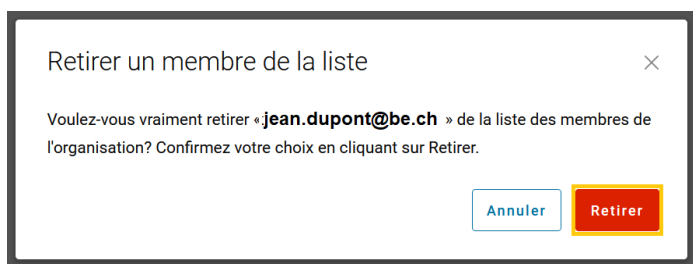 Retirer un membre de la liste
Voulez-vous vraiment retirer « jean.dupont@be.ch » de la liste des membres de
l'organisation? Confirmez votre choix en cliquant sur Retirer.
Annuler Retirer